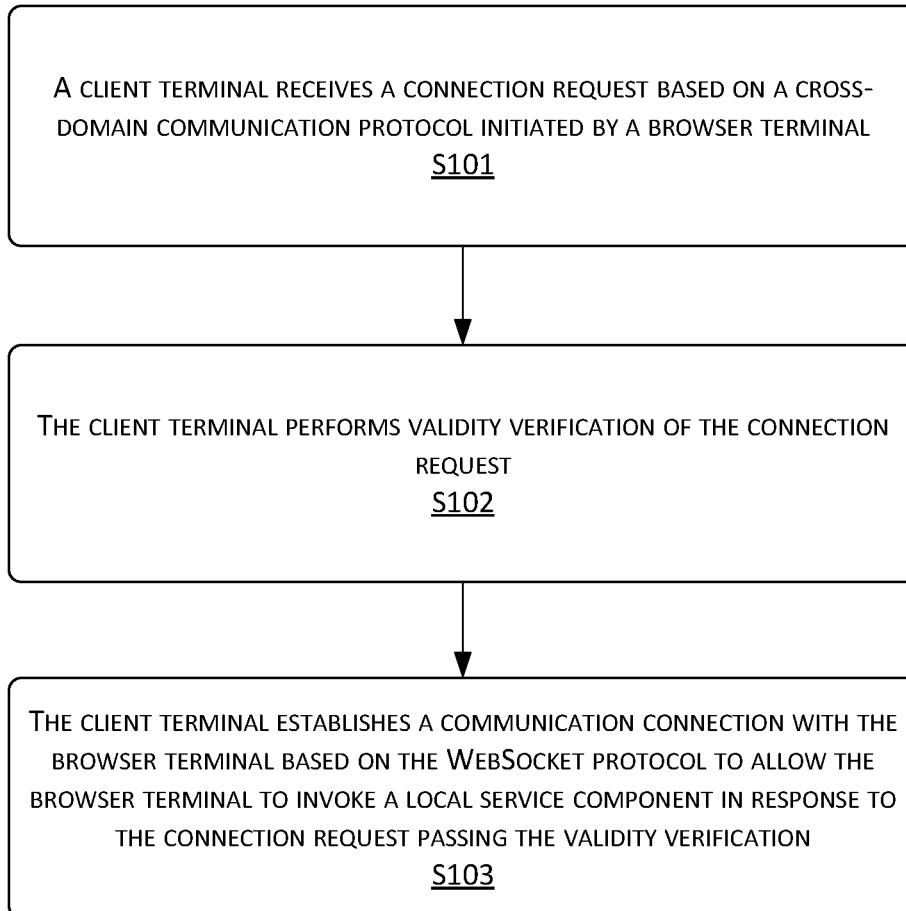 A CLIENT TERMINAL RECEIVES A CONNECTION REQUEST BASED ON A CROSS-
DOMAIN COMMUNICATION PROTOCOL INITIATED BY A BROWSER TERMINAL
S101
THE CLIENT TERMINAL PERFORMS VALIDITY VERIFICATION OF THE CONNECTION
REQUEST
S102
THE CLIENT TERMINAL ESTABLISHES A COMMUNICATION CONNECTION WITH THE
BROWSER TERMINAL BASED ON THE WEBSOCKET PROTOCOL TO ALLOW THE
BROWSER TERMINAL TO INVOKE A LOCAL SERVICE COMPONENT IN RESPONSE TO
THE CONNECTION REQUEST PASSING THE VALIDITY VERIFICATION
S103